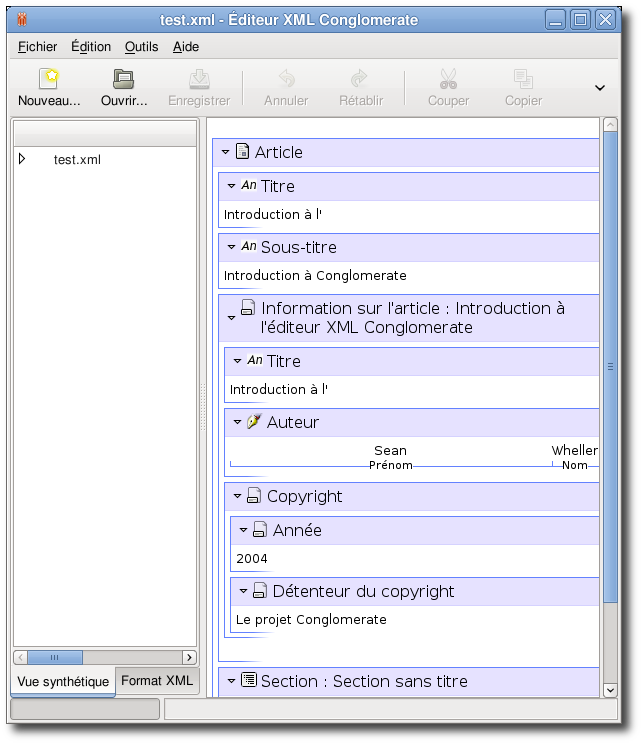 test.xml - Éditeur XML Conglomerate
Fichier Édition Outils Aide
Nouveau... Ouvrir... Enregistrer Annuler Rétablir Couper Copier
test.xml
Article
An Titre
Introduction à l'
An Sous-titre
Introduction à Conglomerate
Information sur l'article : Introduction à
l'éditeur XML Conglomerate
An Titre
Introduction à l'
Auteur
Sean Wheller
Prénom Nom
Copyright
Année
2004
Détenteur du copyright
Le projet Conglomerate
Section : Section sans titre
Vue synthétique Format XML